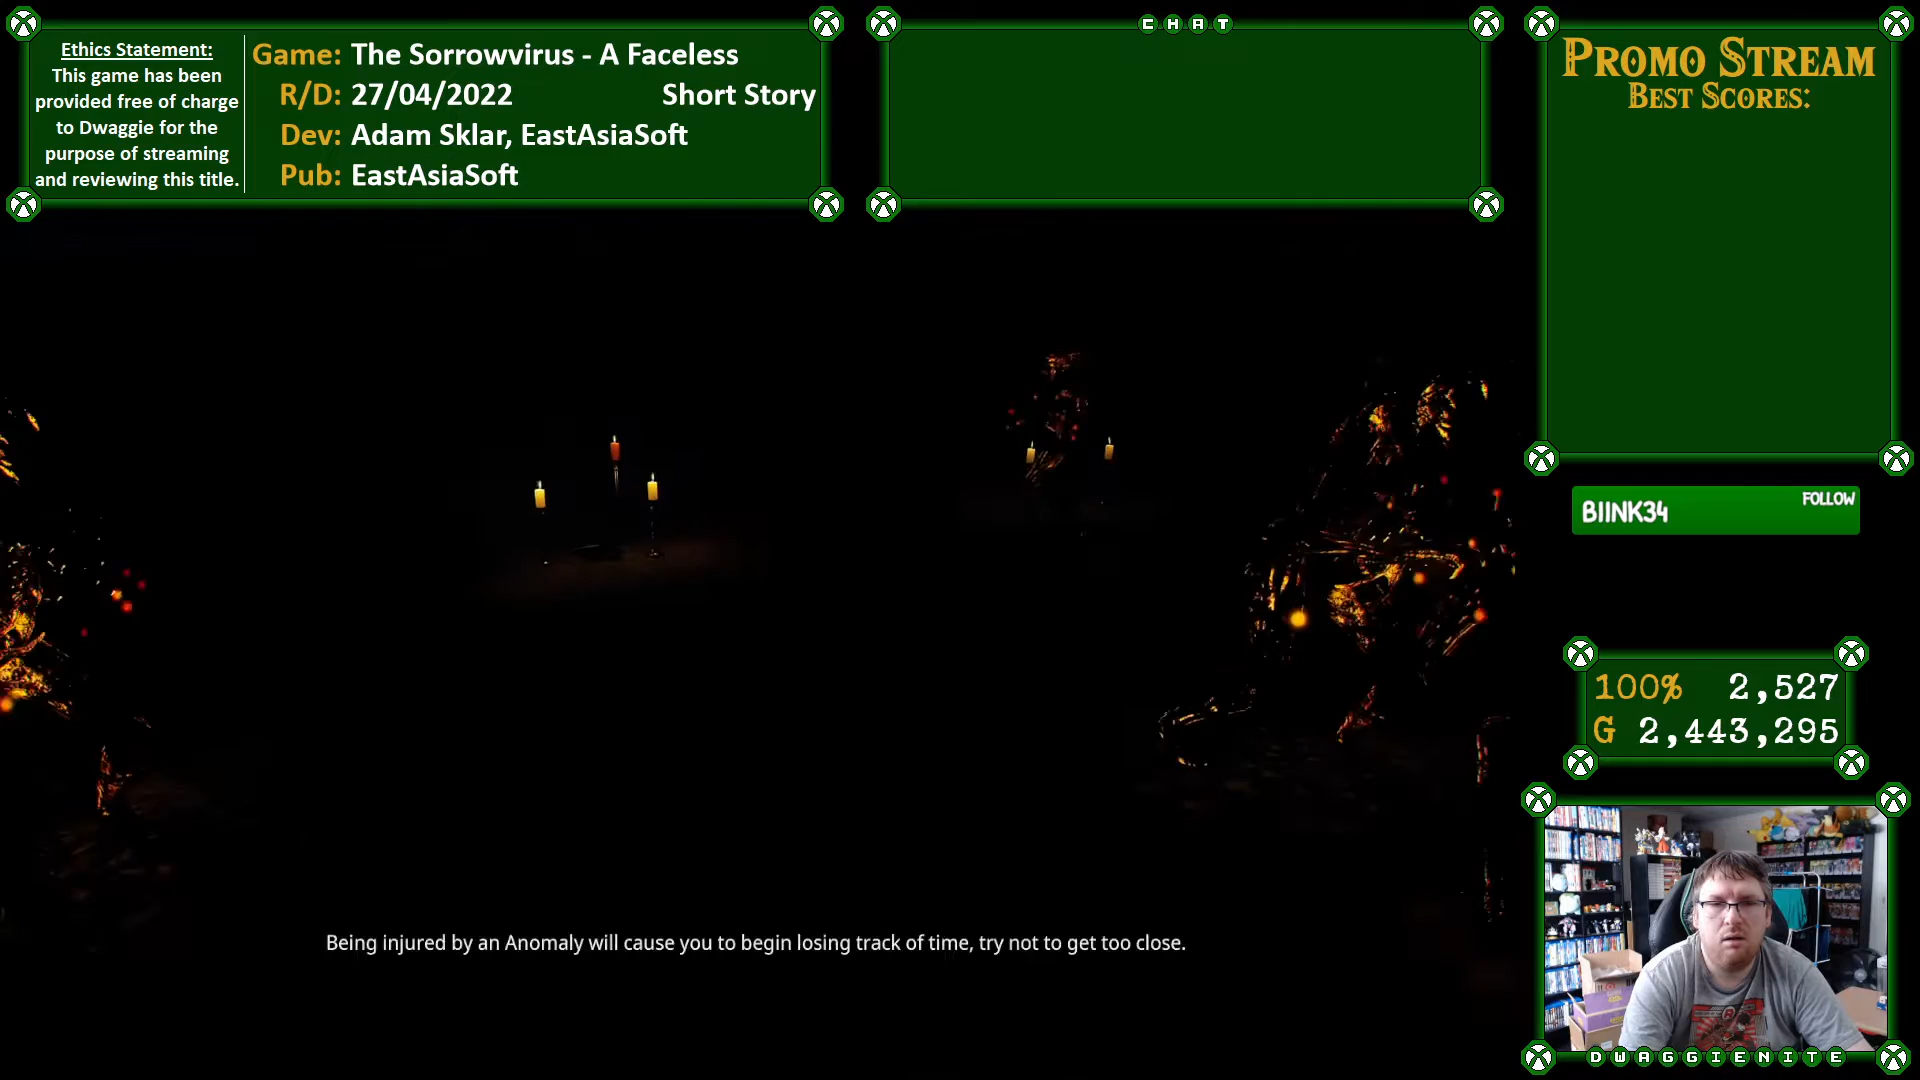 Ethics Statement:
This game has been
provided free of charge
to Dwaggie for the
purpose of streaming
and reviewing this title.
Game: The Sorrowvirus - A Faceless
R/D: 27/04/2022 Short Story
Dev: Adam Sklar, EastAsiaSoft
Pub: EastAsiaSoft
CHAT
PROMO STREAM
BEST SCORES:
BIINK34 FOLLOW
100% 2,527
G 2,443,295
Being injured by an Anomaly will cause you to begin losing track of time, try not to get too close.
DWAGGIENITE